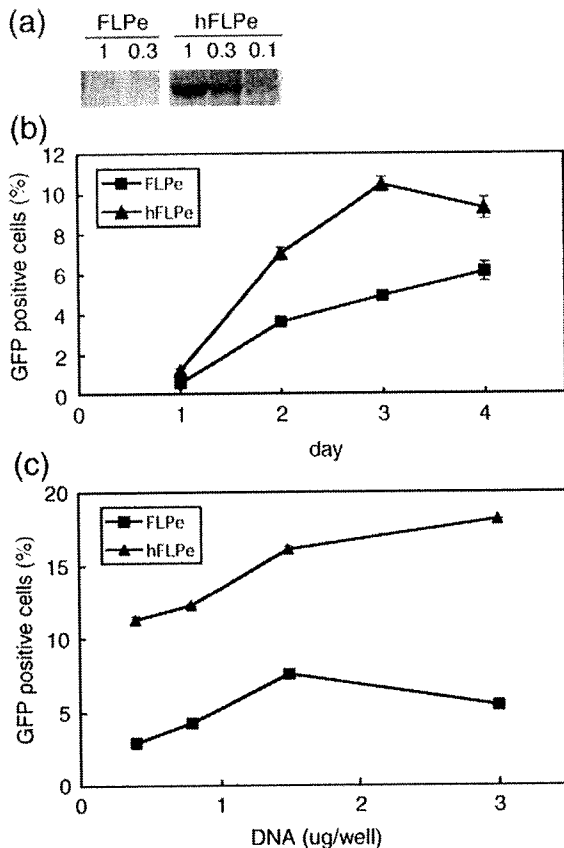 (a)
FLPe hFLPe
1 0.3 1 0.3 0.1
(b)
12
10
8
6
4
2
0
GFP positive cells (%)
FLPe
hFLPe
0 1 2 3 4
day
(c)
20
15
10
5
0
GFP positive cells (%)
FLPe
hFLPe
0 1 2 3
DNA (ug/well)